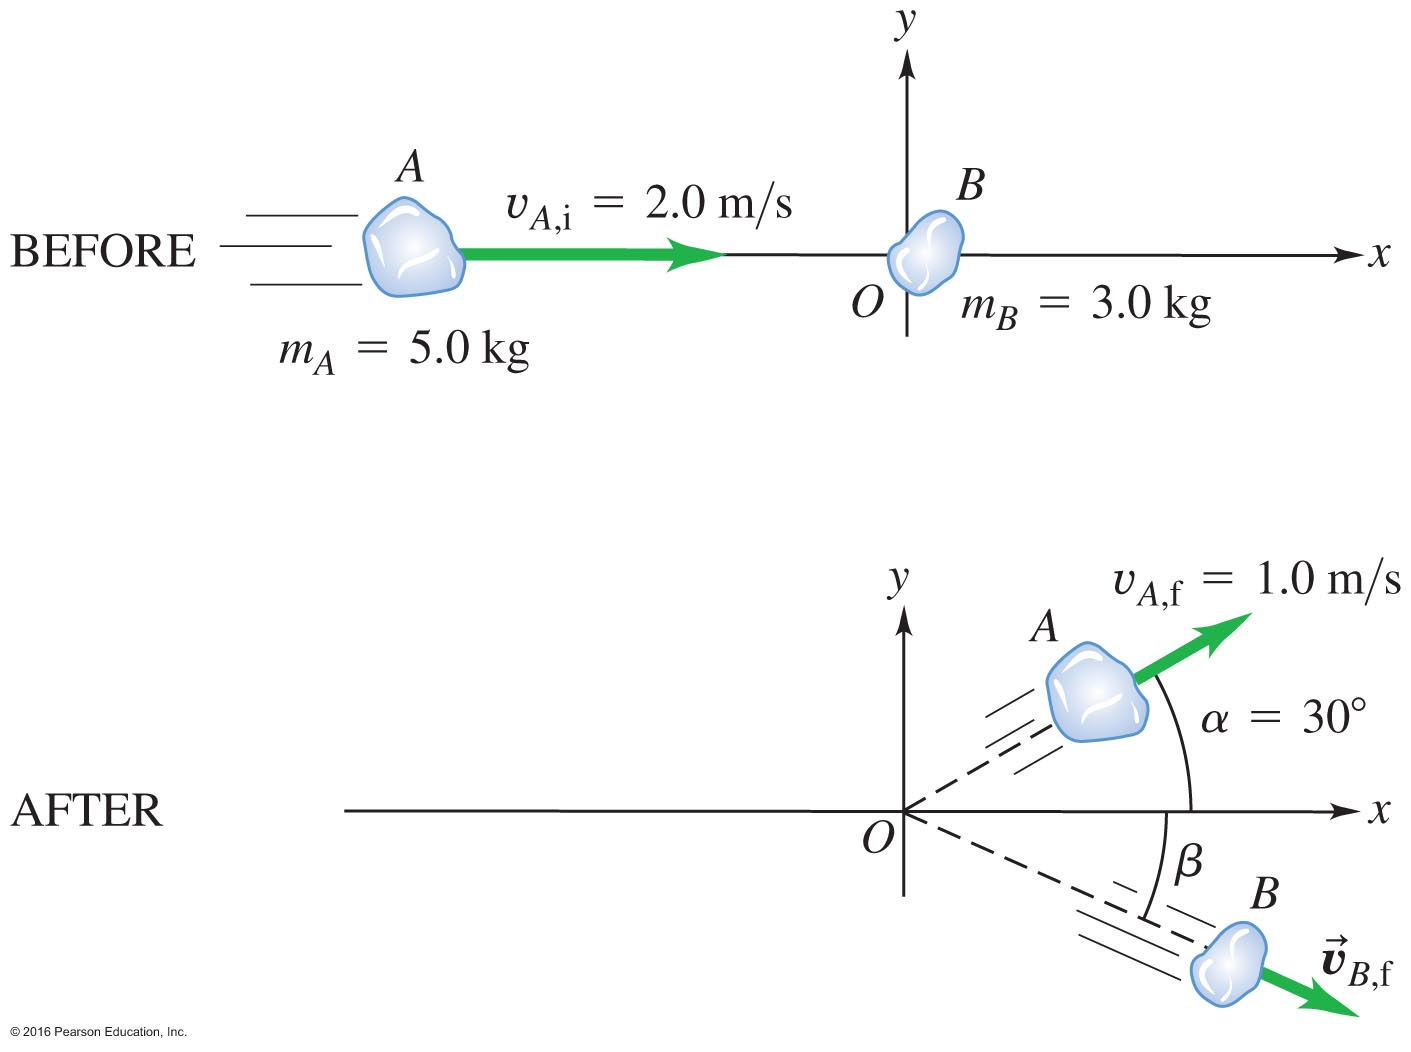 y
A
v_{A,i} = 2.0 m/s
B
BEFORE
x
O
m_B = 3.0 kg
m_A = 5.0 kg
y
v_{A,f} = 1.0 m/s
A
α = 30°
AFTER
x
O
β
B
\vec{v}_{B,f}
© 2016 Pearson Education, Inc.